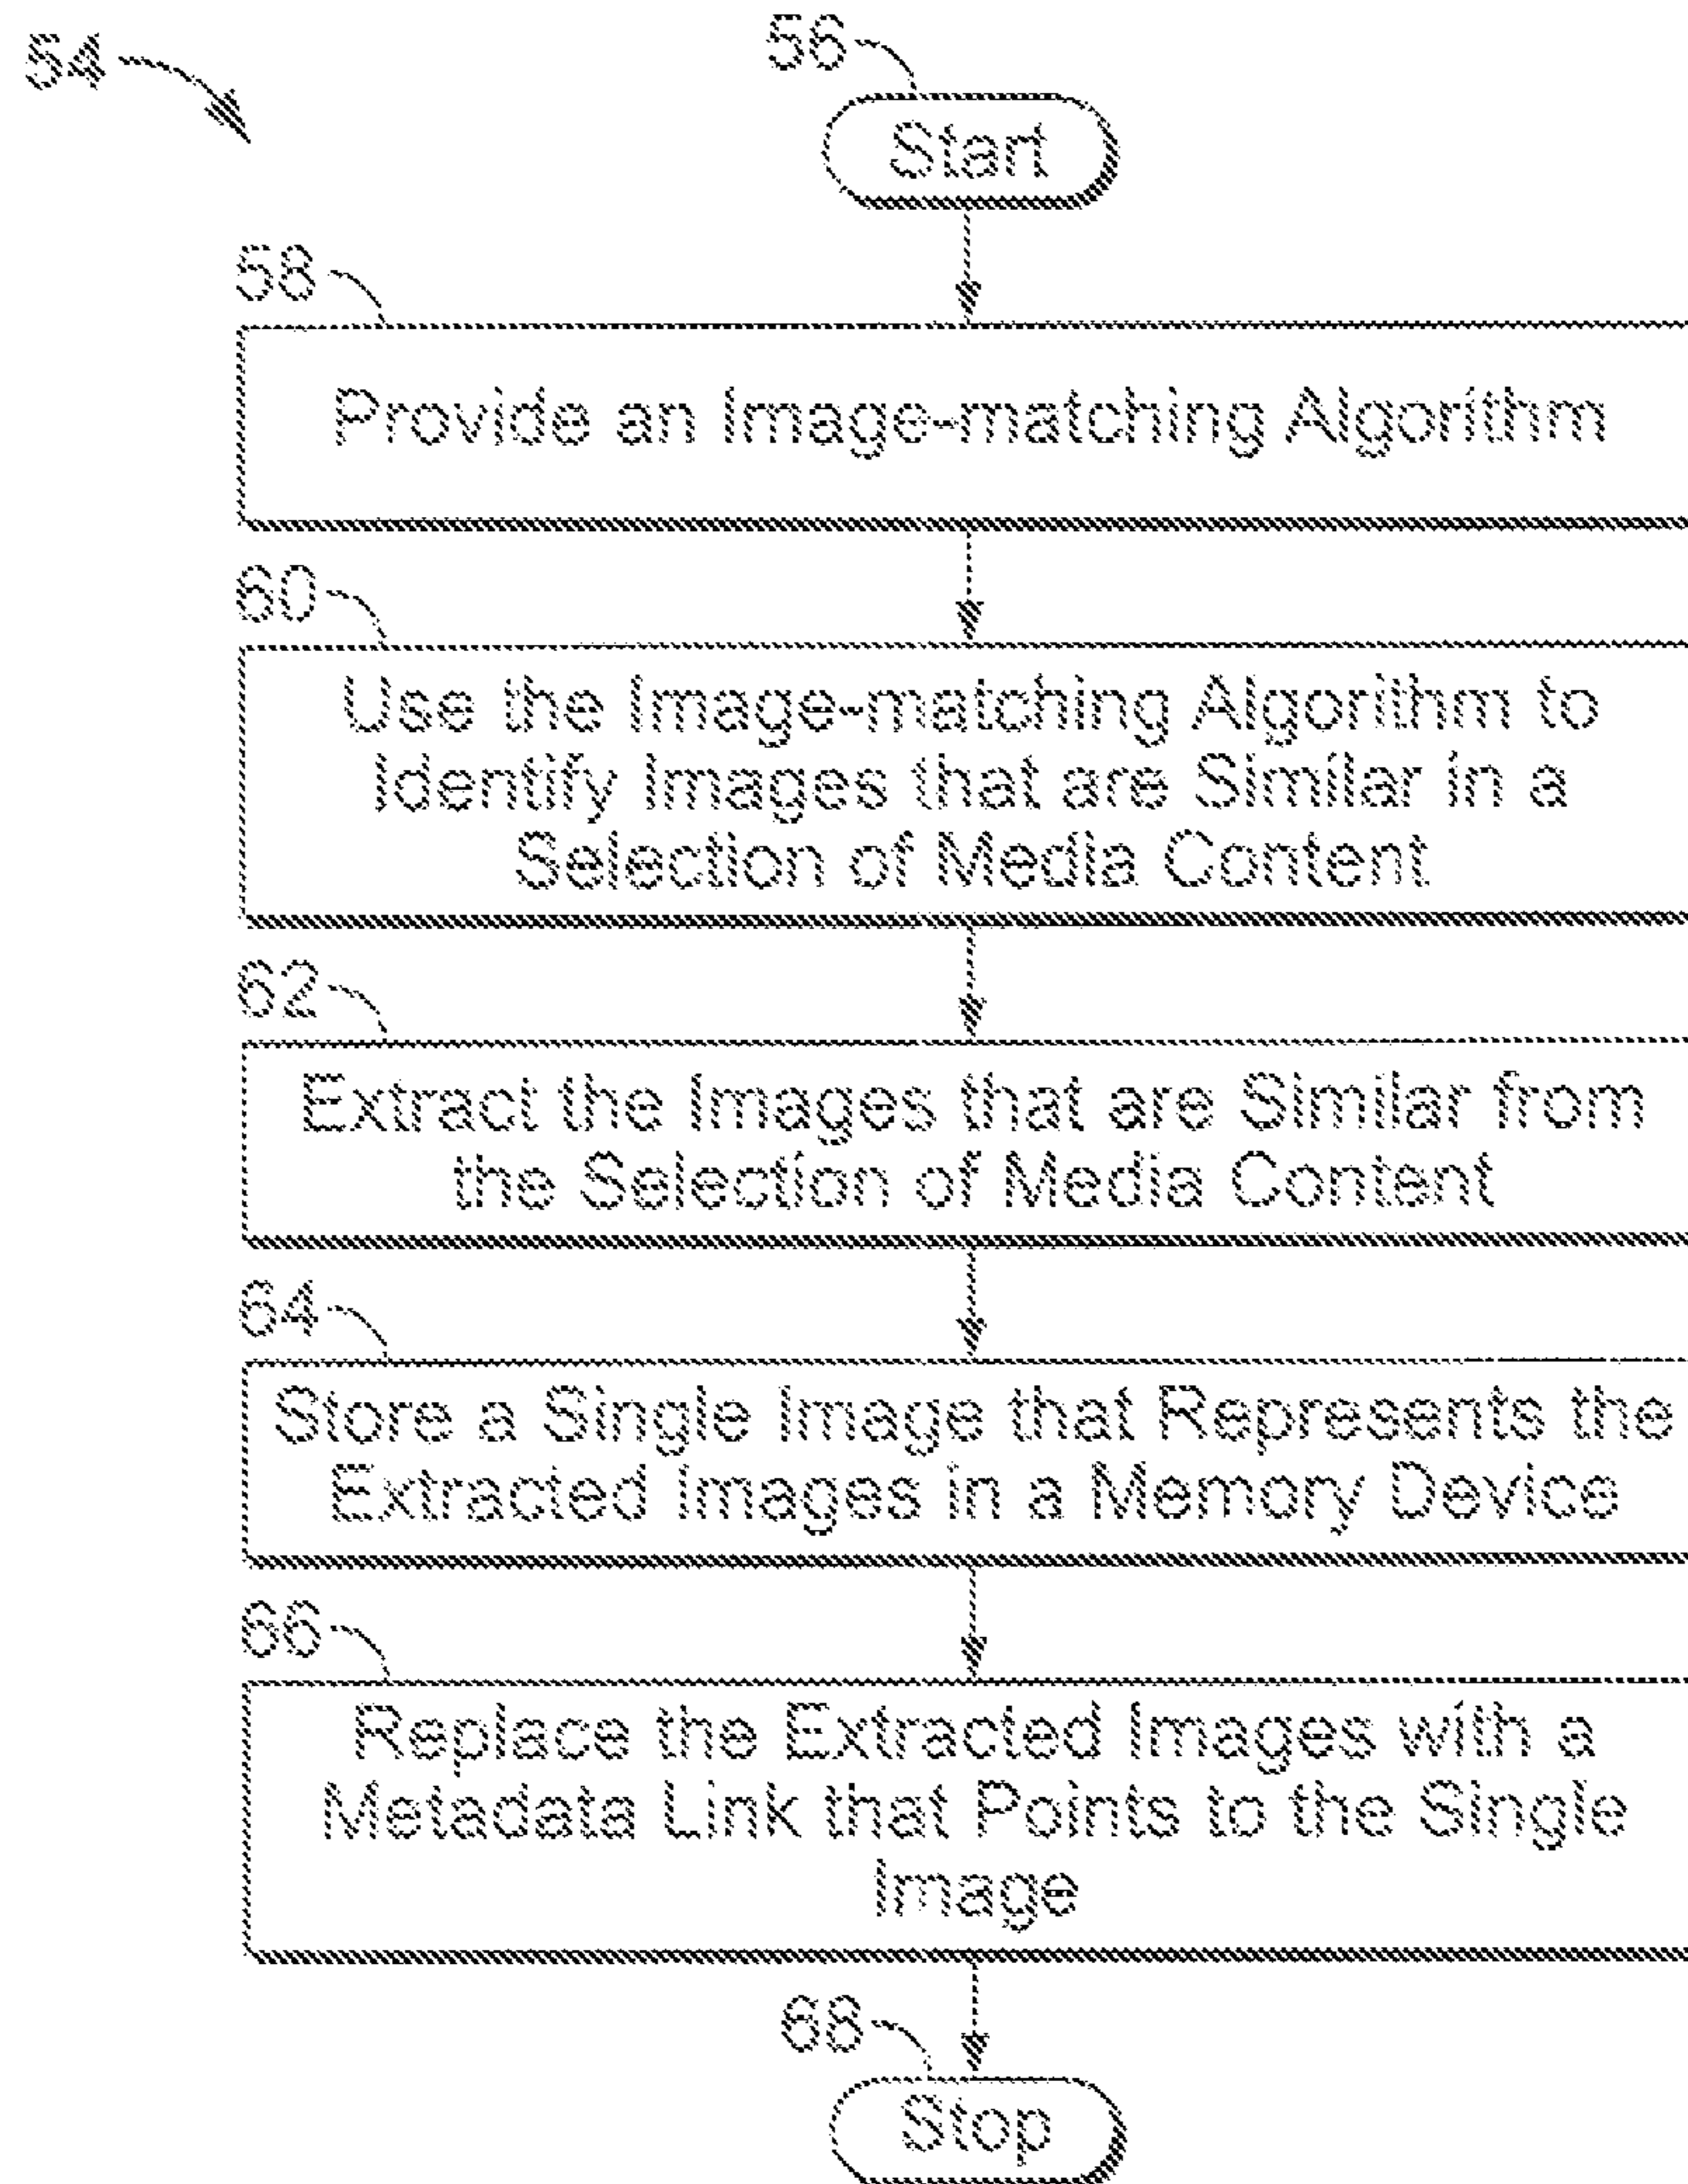 54
56
Start
58
Provide an Image-matching Algorithm
60
Use the Image-matching Algorithm to
Identify Images that are Similar in a
Selection of Media Content
62
Extract the Images that are Similar from
the Selection of Media Content
64
Store a Single Image that Represents the
Extracted Images in a Memory Device
66
Replace the Extracted Images with a
Metadata Link that Points to the Single
Image
68
Stop